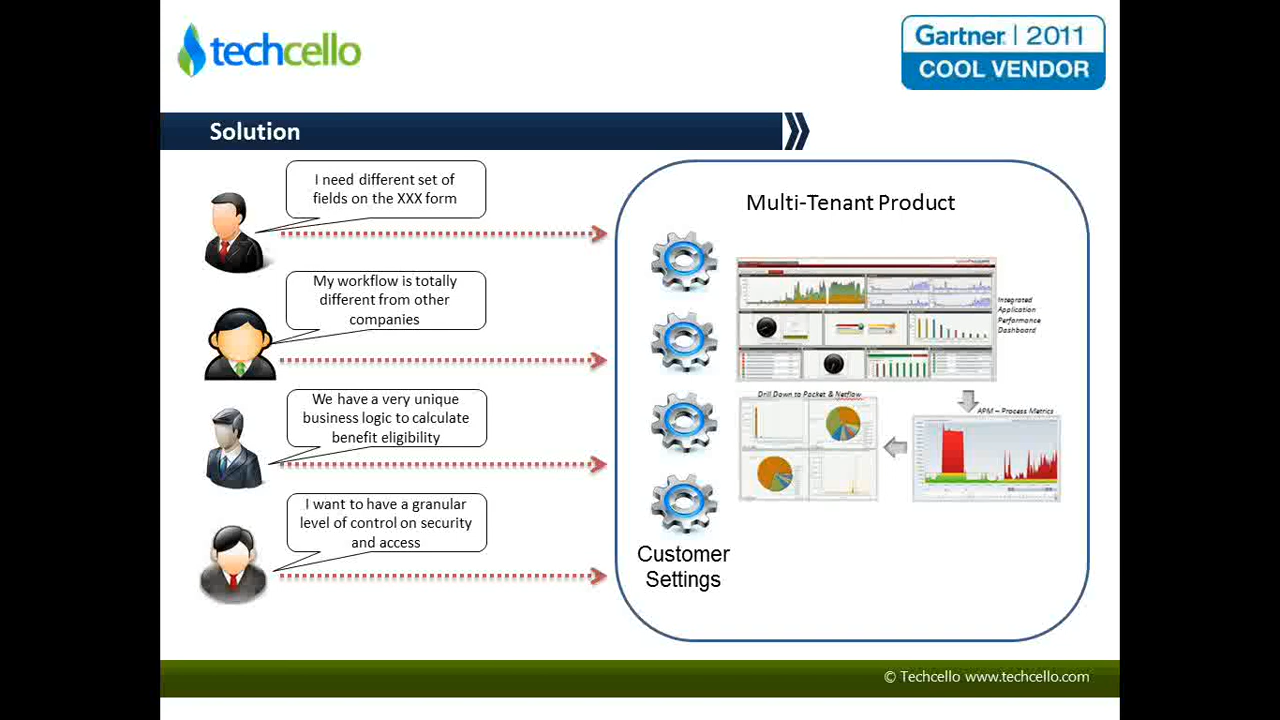 techcello
Gartner | 2011
COOL VENDOR
Solution
I need different set of
fields on the XXX form
My workflow is totally
different from other
companies
We have a very unique
business logic to calculate
benefit eligibility
I want to have a granular
level of control on security
and access
Multi-Tenant Product
Integrated
Application
Performance
Dashboard
Drill Down to Packet & Netflow
APM – Process Metrics
Customer
Settings
© Techcello www.techcello.com